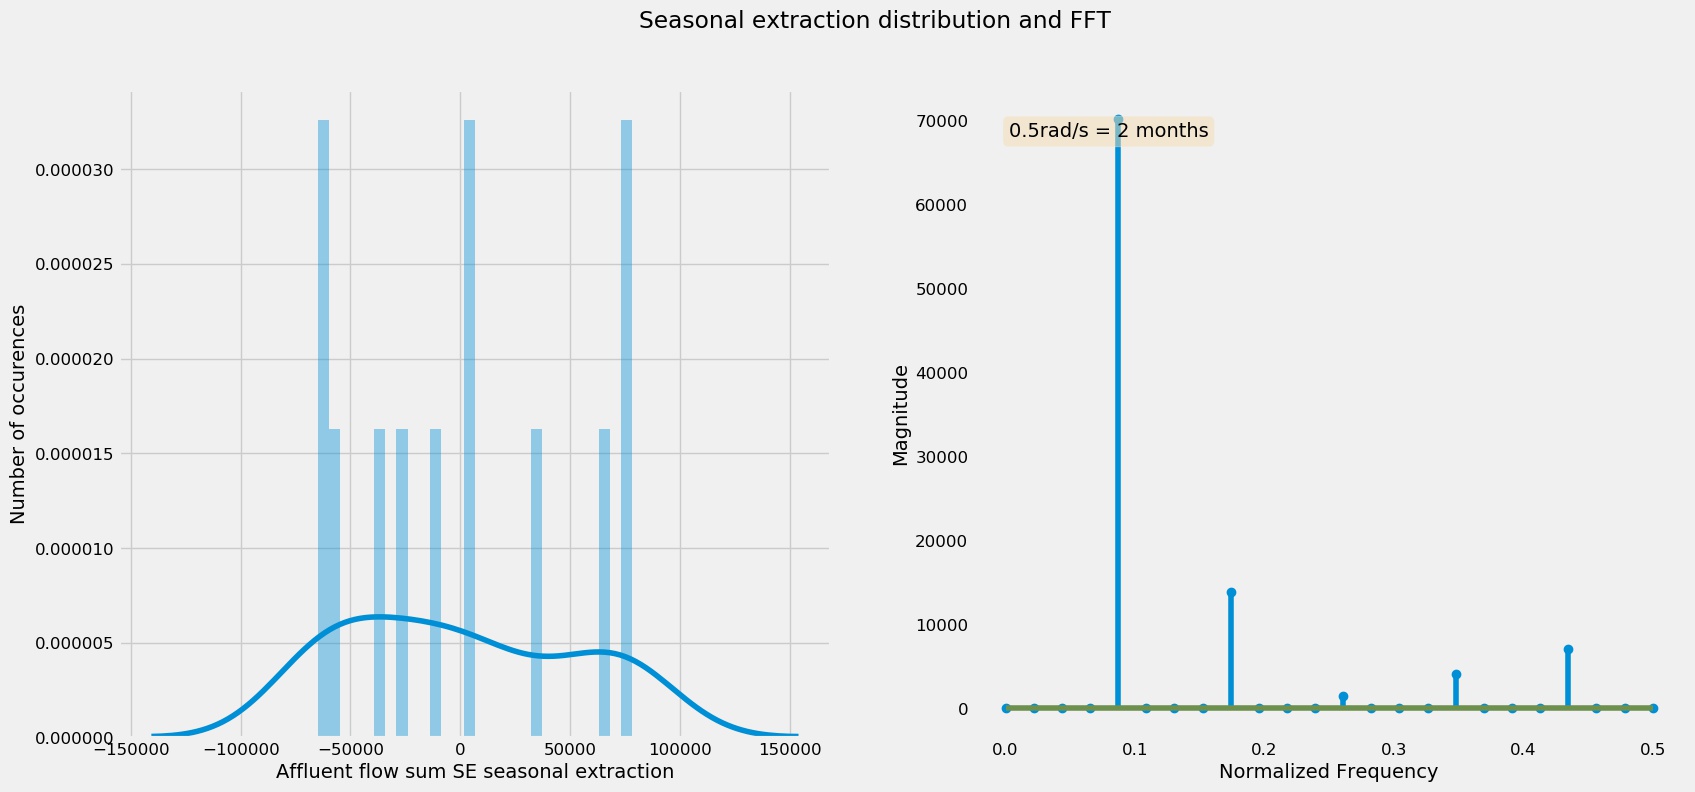 Seasonal extraction distribution and FFT
Number of occurences
0.000030
0.000025
0.000020
0.000015
0.000010
0.000005
0.000000
−150000 −100000 −50000 0 50000 100000 150000
Affluent flow sum SE seasonal extraction
0.5rad/s = 2 months
Magnitude
70000
60000
50000
40000
30000
20000
10000
0
0.0 0.1 0.2 0.3 0.4 0.5
Normalized Frequency